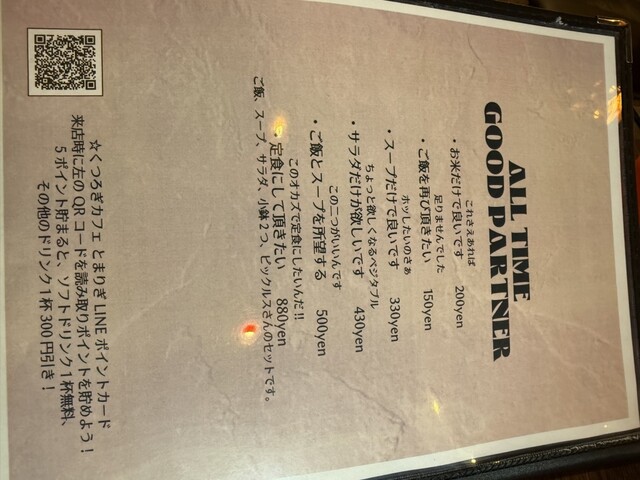 ALL TIME
GOOD PARTNER
これさえあれば
・お米だけで良いです 200yen
足りませんでした
・ご飯を再び頂きたい 150yen
ホッとしたいのさぁ
・スープだけで良いです 330yen
ちょっと欲しくなるベジタブル
・サラダだけが欲しいです 430yen
この二つがいいんです
・ご飯とスープを所望する 500yen
このオカズで定食にしたいんだ!!
・定食にして頂きたい 880yen
ご飯、スープ、サラダ、小鉢2つ、ピックルスさんのセットです。
☆くつろぎカフェ とまりぎ LINE ポイントカード
来店時に左の QR コードを読み取りポイントを貯めよう！
5 ポイント貯まると、ソフトドリンク 1 杯無料、
その他のドリンク 1 杯 300 円引き！